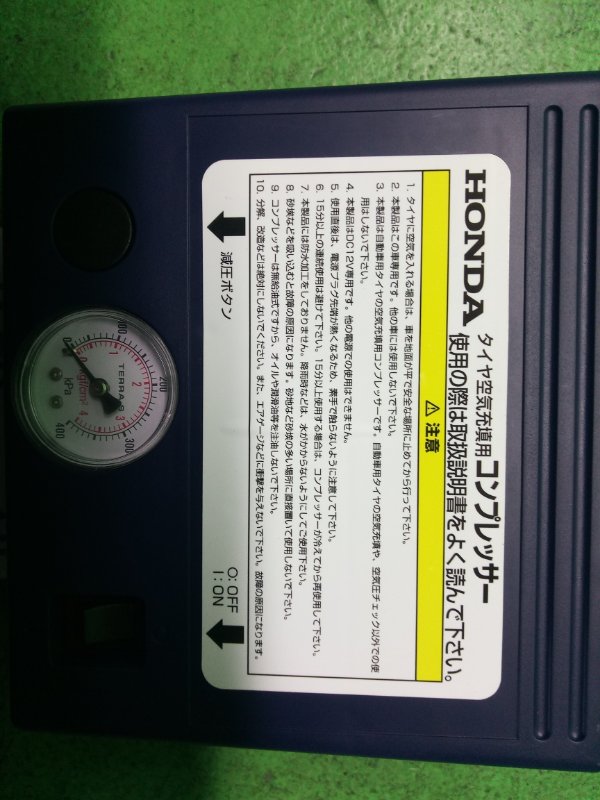 HONDA タイヤ空気充填用コンプレッサー
使用の際は取扱説明書をよく読んで下さい。
⚠ 注意
1. タイヤに空気を入れる場合は、車を地面が平で安全な場所に止めてから行って下さい。
2. 本製品はこの車専用です。他の車には使用しないで下さい。
3. 本製品は自動車用タイヤの空気充填用コンプレッサーです。自動車用タイヤの空気充填や、空気圧チェック以外での使
用はしないで下さい。
4. 本製品はDC12V専用です。他の電源での使用はできません。
5. 使用直後は、電源プラグ先端が熱くなるため、素手で触らないように注意して下さい。
6. 15分以上の連続使用は避けて下さい。15分以上使用する場合は、コンプレッサーが冷えてから再使用して下さい。
7. 本製品には防水加工をしておりません。降雨時などは、水がかからないようにしてご使用下さい。
8. 砂埃などを吸い込むと故障の原因になります。砂地など砂埃の多い場所に直接置いて使用しないで下さい。
9. コンプレッサーは無給油式ですから、オイルや潤滑油等を注油しないで下さい。
10. 分解、改造などは絶対にしないでください。また、エアゲージなどに衝撃を与えないで下さい。故障の原因になります。
減圧ボタン
O: OFF
I: ON
TERRA-S
100 200 300 400
0 1 2 3 4
kgf/cm²
kPa